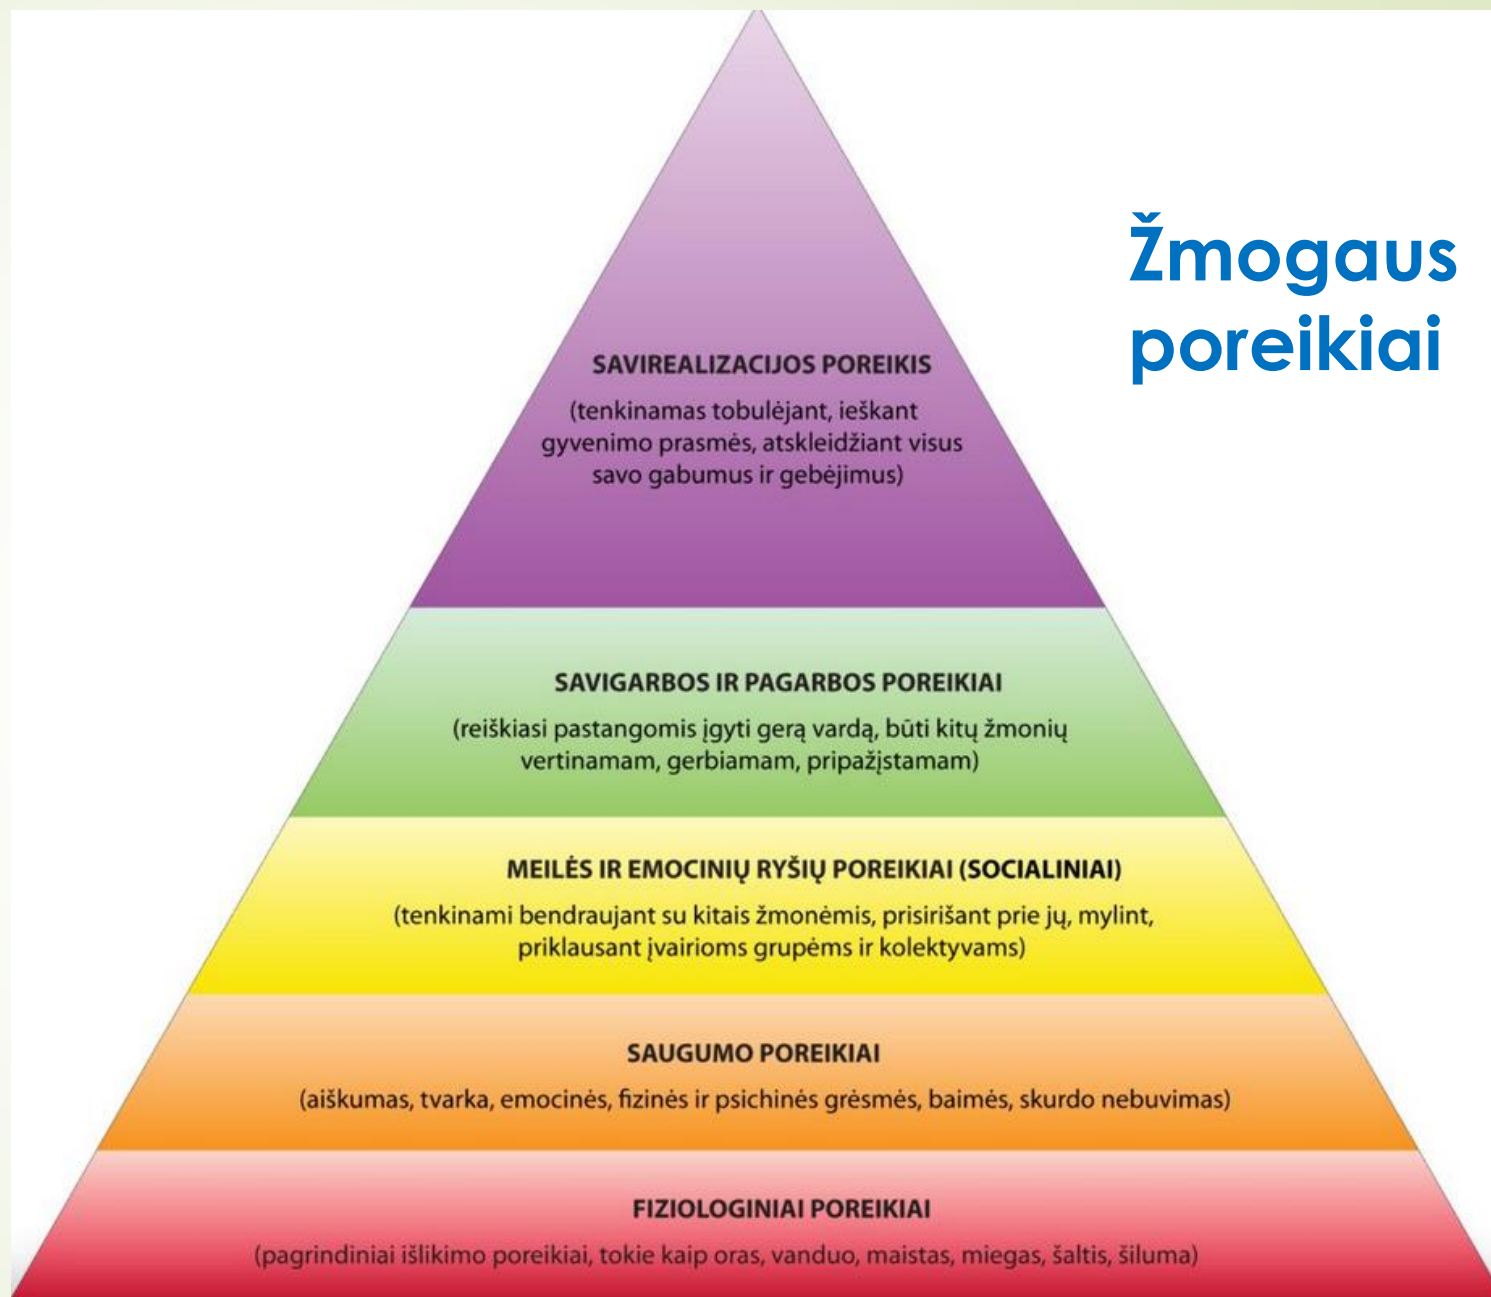 Žmogaus
poreikiai
SAVIREALIZACIJOS POREIKIS
(tenkinamas tobulėjant, ieškant
gyvenimo prasmės, atskleidžiant visus
savo gabumus ir gebėjimus)
SAVIGARBOS IR PAGARBOS POREIKIAI
(reiškiasi pastangomis įgyti gerą vardą, būti kitų žmonių
vertinamam, gerbiamam, pripažįstamam)
MEILĖS IR EMOCINIŲ RYŠIŲ POREIKIAI (SOCIALINIAI)
(tenkinami bendraujant su kitais žmonėmis, prisirišant prie jų, mylint,
priklausant įvairioms grupėms ir kolektyvams)
SAUGUMO POREIKIAI
(aiškumas, tvarka, emocinės, fizinės ir psichinės grėsmės, baimės, skurdo nebuvimas)
FIZIOLOGINIAI POREIKIAI
(pagrindiniai išlikimo poreikiai, tokie kaip oras, vanduo, maistas, miegas, šaltis, šiluma)